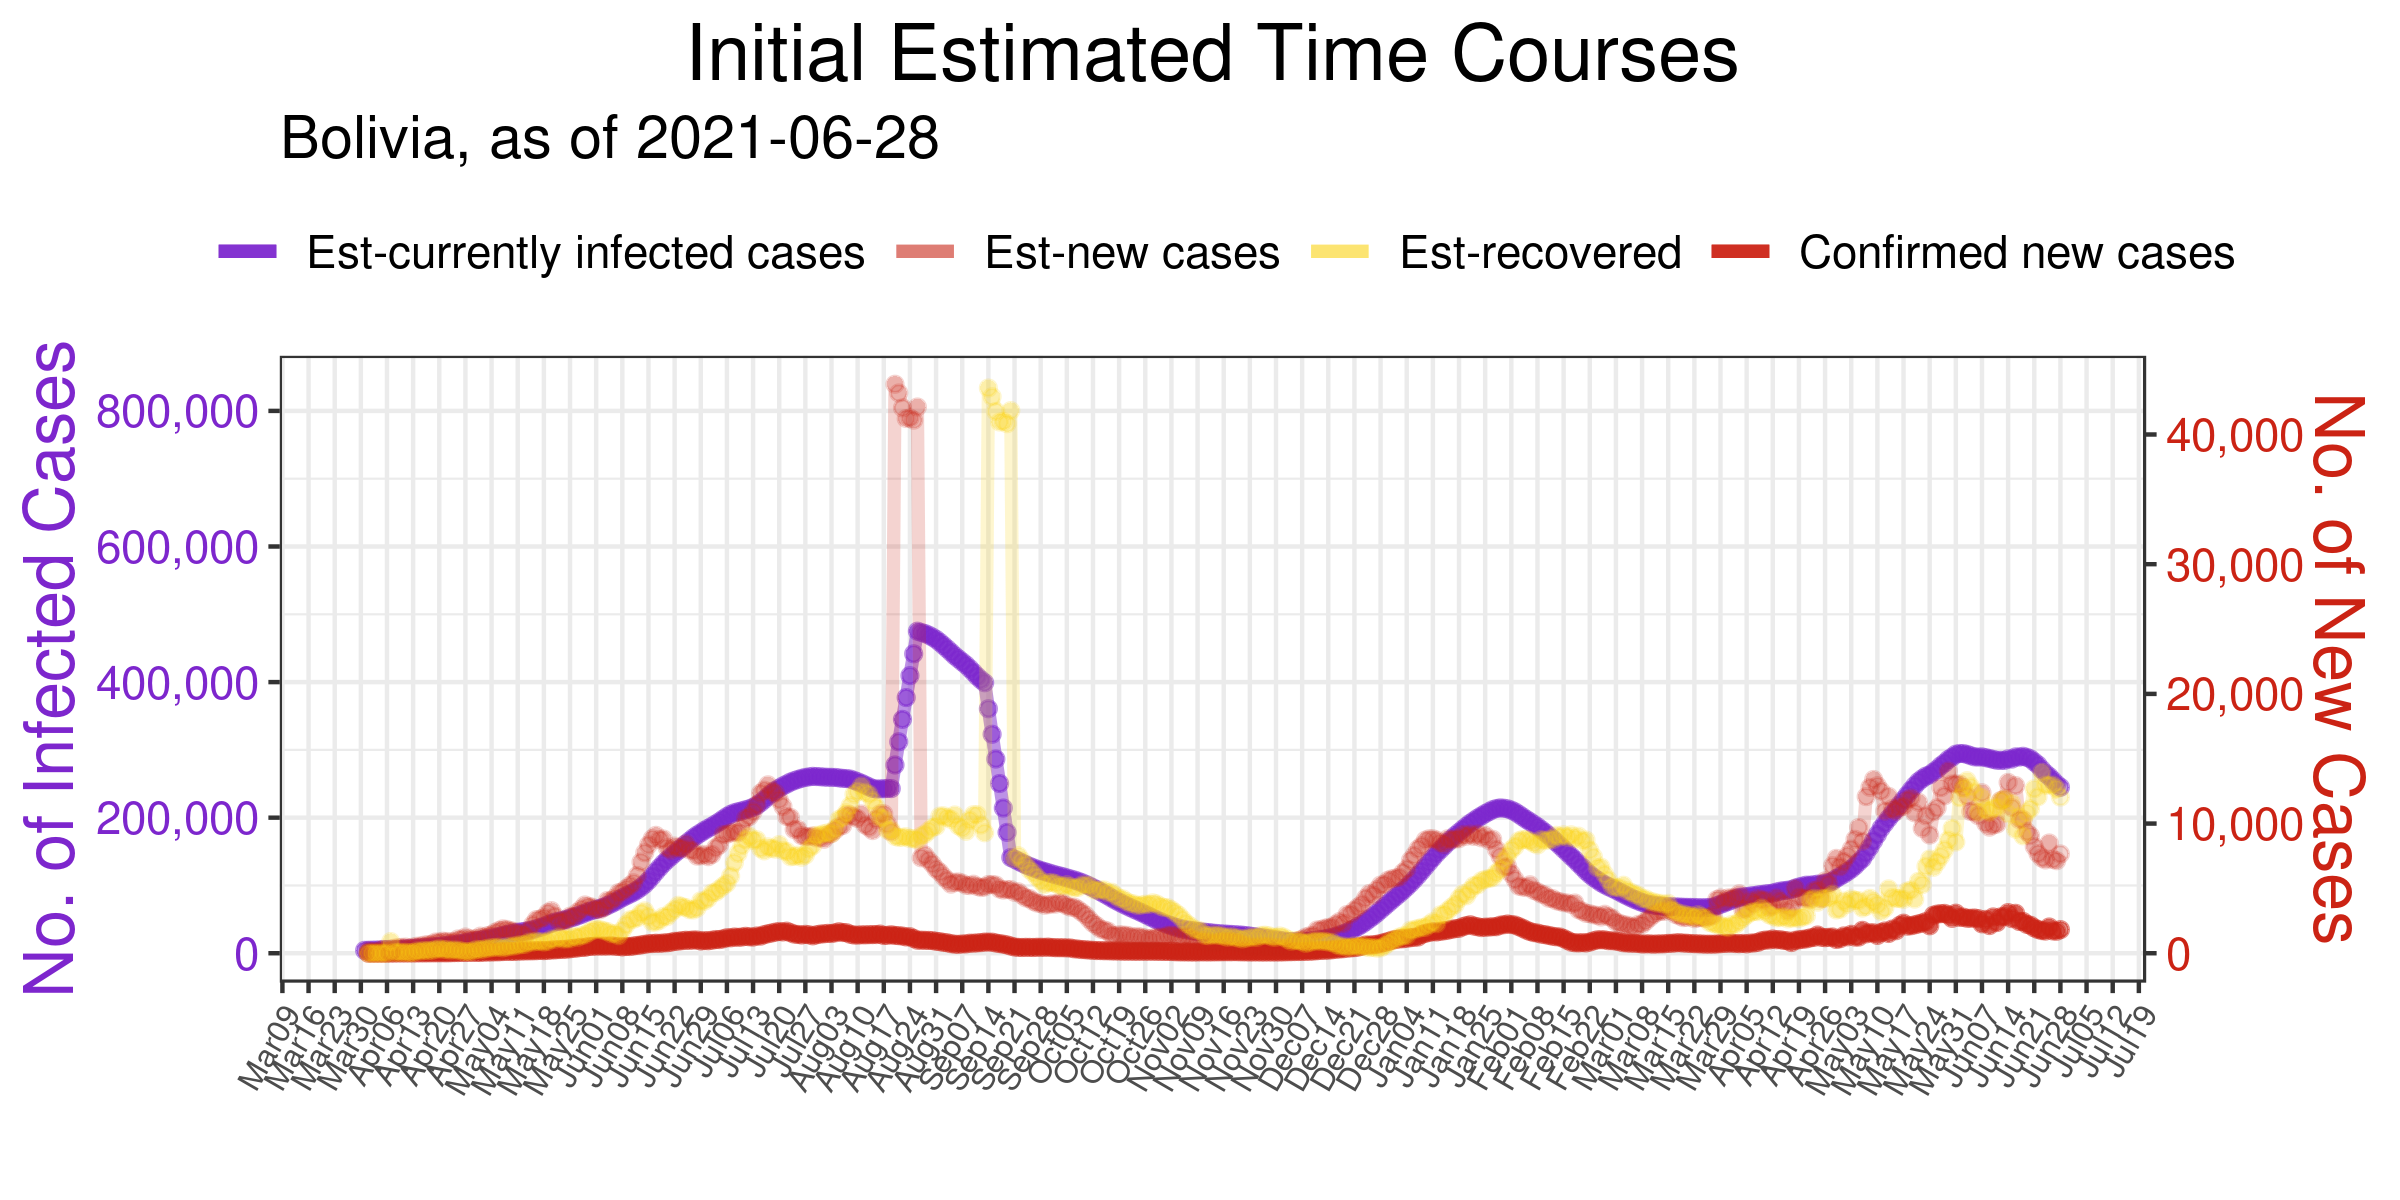 Initial Estimated Time Courses
Bolivia, as of 2021-06-28
Est-currently infected cases
Est-new cases
Est-recovered
Confirmed new cases
No. of Infected Cases
800,000
600,000
400,000
200,000
0
40,000
30,000
20,000
10,000
0
No. of New Cases
Mar09
Mar16
Mar23
Mar30
Apr06
Apr13
Apr20
Apr27
May04
May11
May18
May25
Jun01
Jun08
Jun15
Jun22
Jun29
Jul06
Jul13
Jul20
Jul27
Aug03
Aug10
Aug17
Aug24
Aug31
Sep07
Sep14
Sep21
Sep28
Oct05
Oct12
Oct19
Oct26
Nov02
Nov09
Nov16
Nov23
Nov30
Dec07
Dec14
Dec21
Dec28
Jan04
Jan11
Jan18
Jan25
Feb01
Feb08
Feb15
Feb22
Mar01
Mar08
Mar15
Mar22
Mar29
Apr05
Apr12
Apr19
Apr26
May03
May10
May17
May24
May31
Jun07
Jun14
Jun21
Jun28
Jul05
Jul12
Jul19